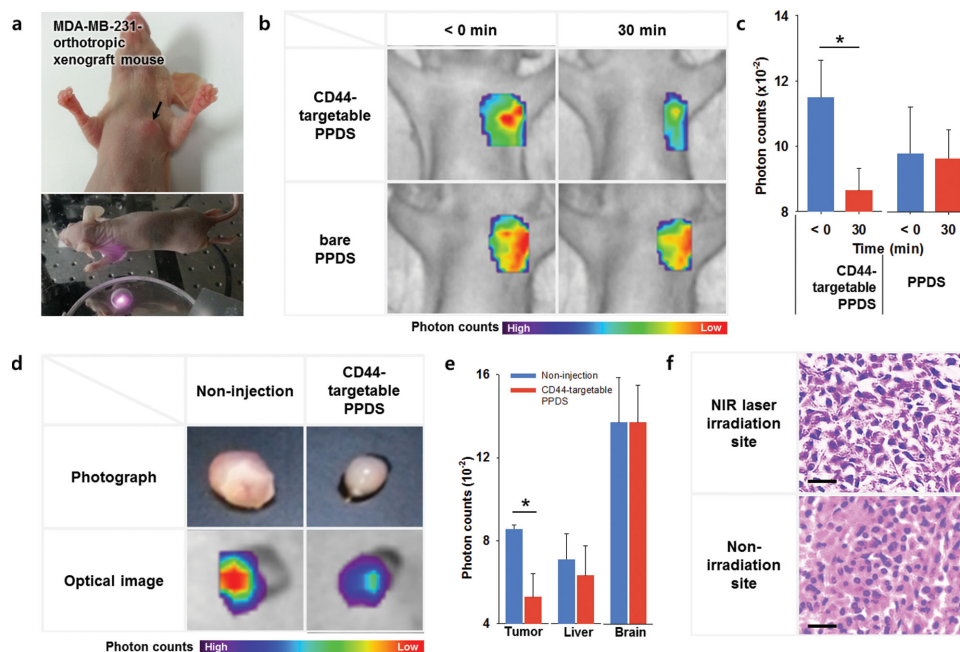 a
MDA-MB-231-
orthotropic
xenograft mouse
b
< 0 min
30 min
CD44-
targetable
PPDS
bare
PPDS
Photon counts
High
Low
c
Photon counts (x10⁻²)
14
12
10
8
*
< 0
30
< 0
30
Time (min)
CD44-
targetable
PPDS
PPDS
d
Non-injection
CD44-
targetable
PPDS
Photograph
Optical image
Photon counts
High
Low
e
Photon counts (10⁻²)
16
12
8
4
Non-injection
CD44-targetable
PPDS
*
Tumor
Liver
Brain
f
NIR laser
irradiation
site
Non-
irradiation
site